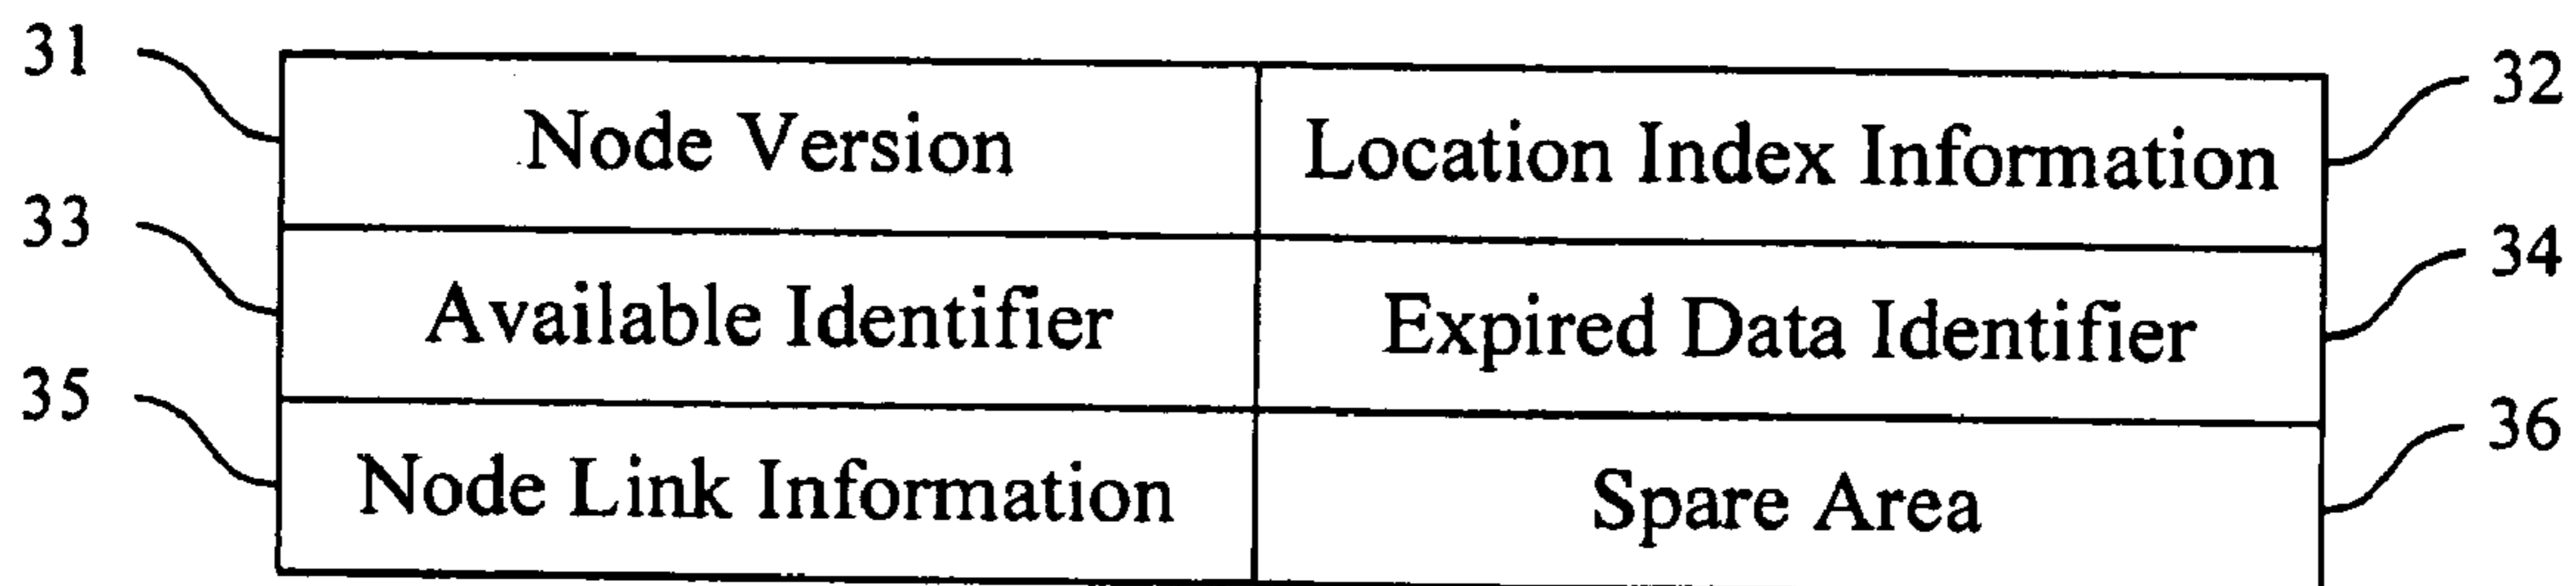 31 Node Version Location Index Information 32
33 Available Identifier Expired Data Identifier 34
35 Node Link Information Spare Area 36